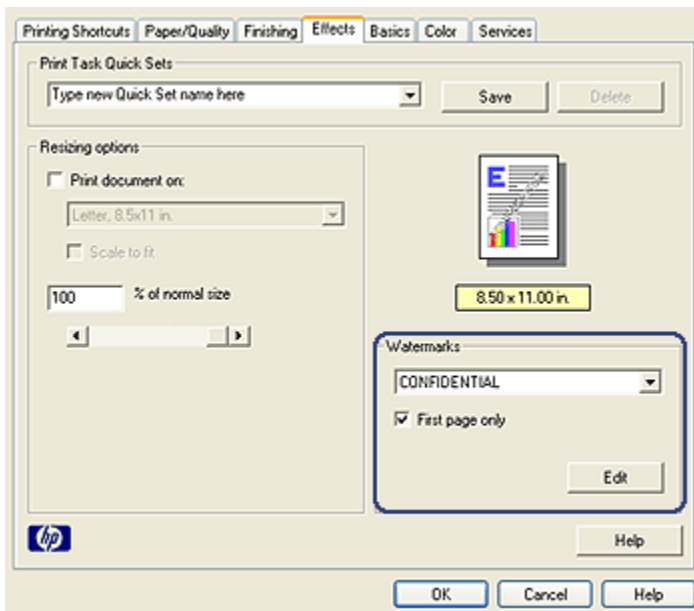 Printing Shortcuts Paper/Quality Finishing Effects Basics Color Services
Print Task Quick Sets
Type new Quick Set name here Save Delete
Resizing options
Print document on:
Letter, 8.5x11 in.
Scale to fit
100 % of normal size
E
8.50 x 11.00 in.
Watermarks
CONFIDENTIAL
First page only
Edit
hp Help
OK Cancel Help